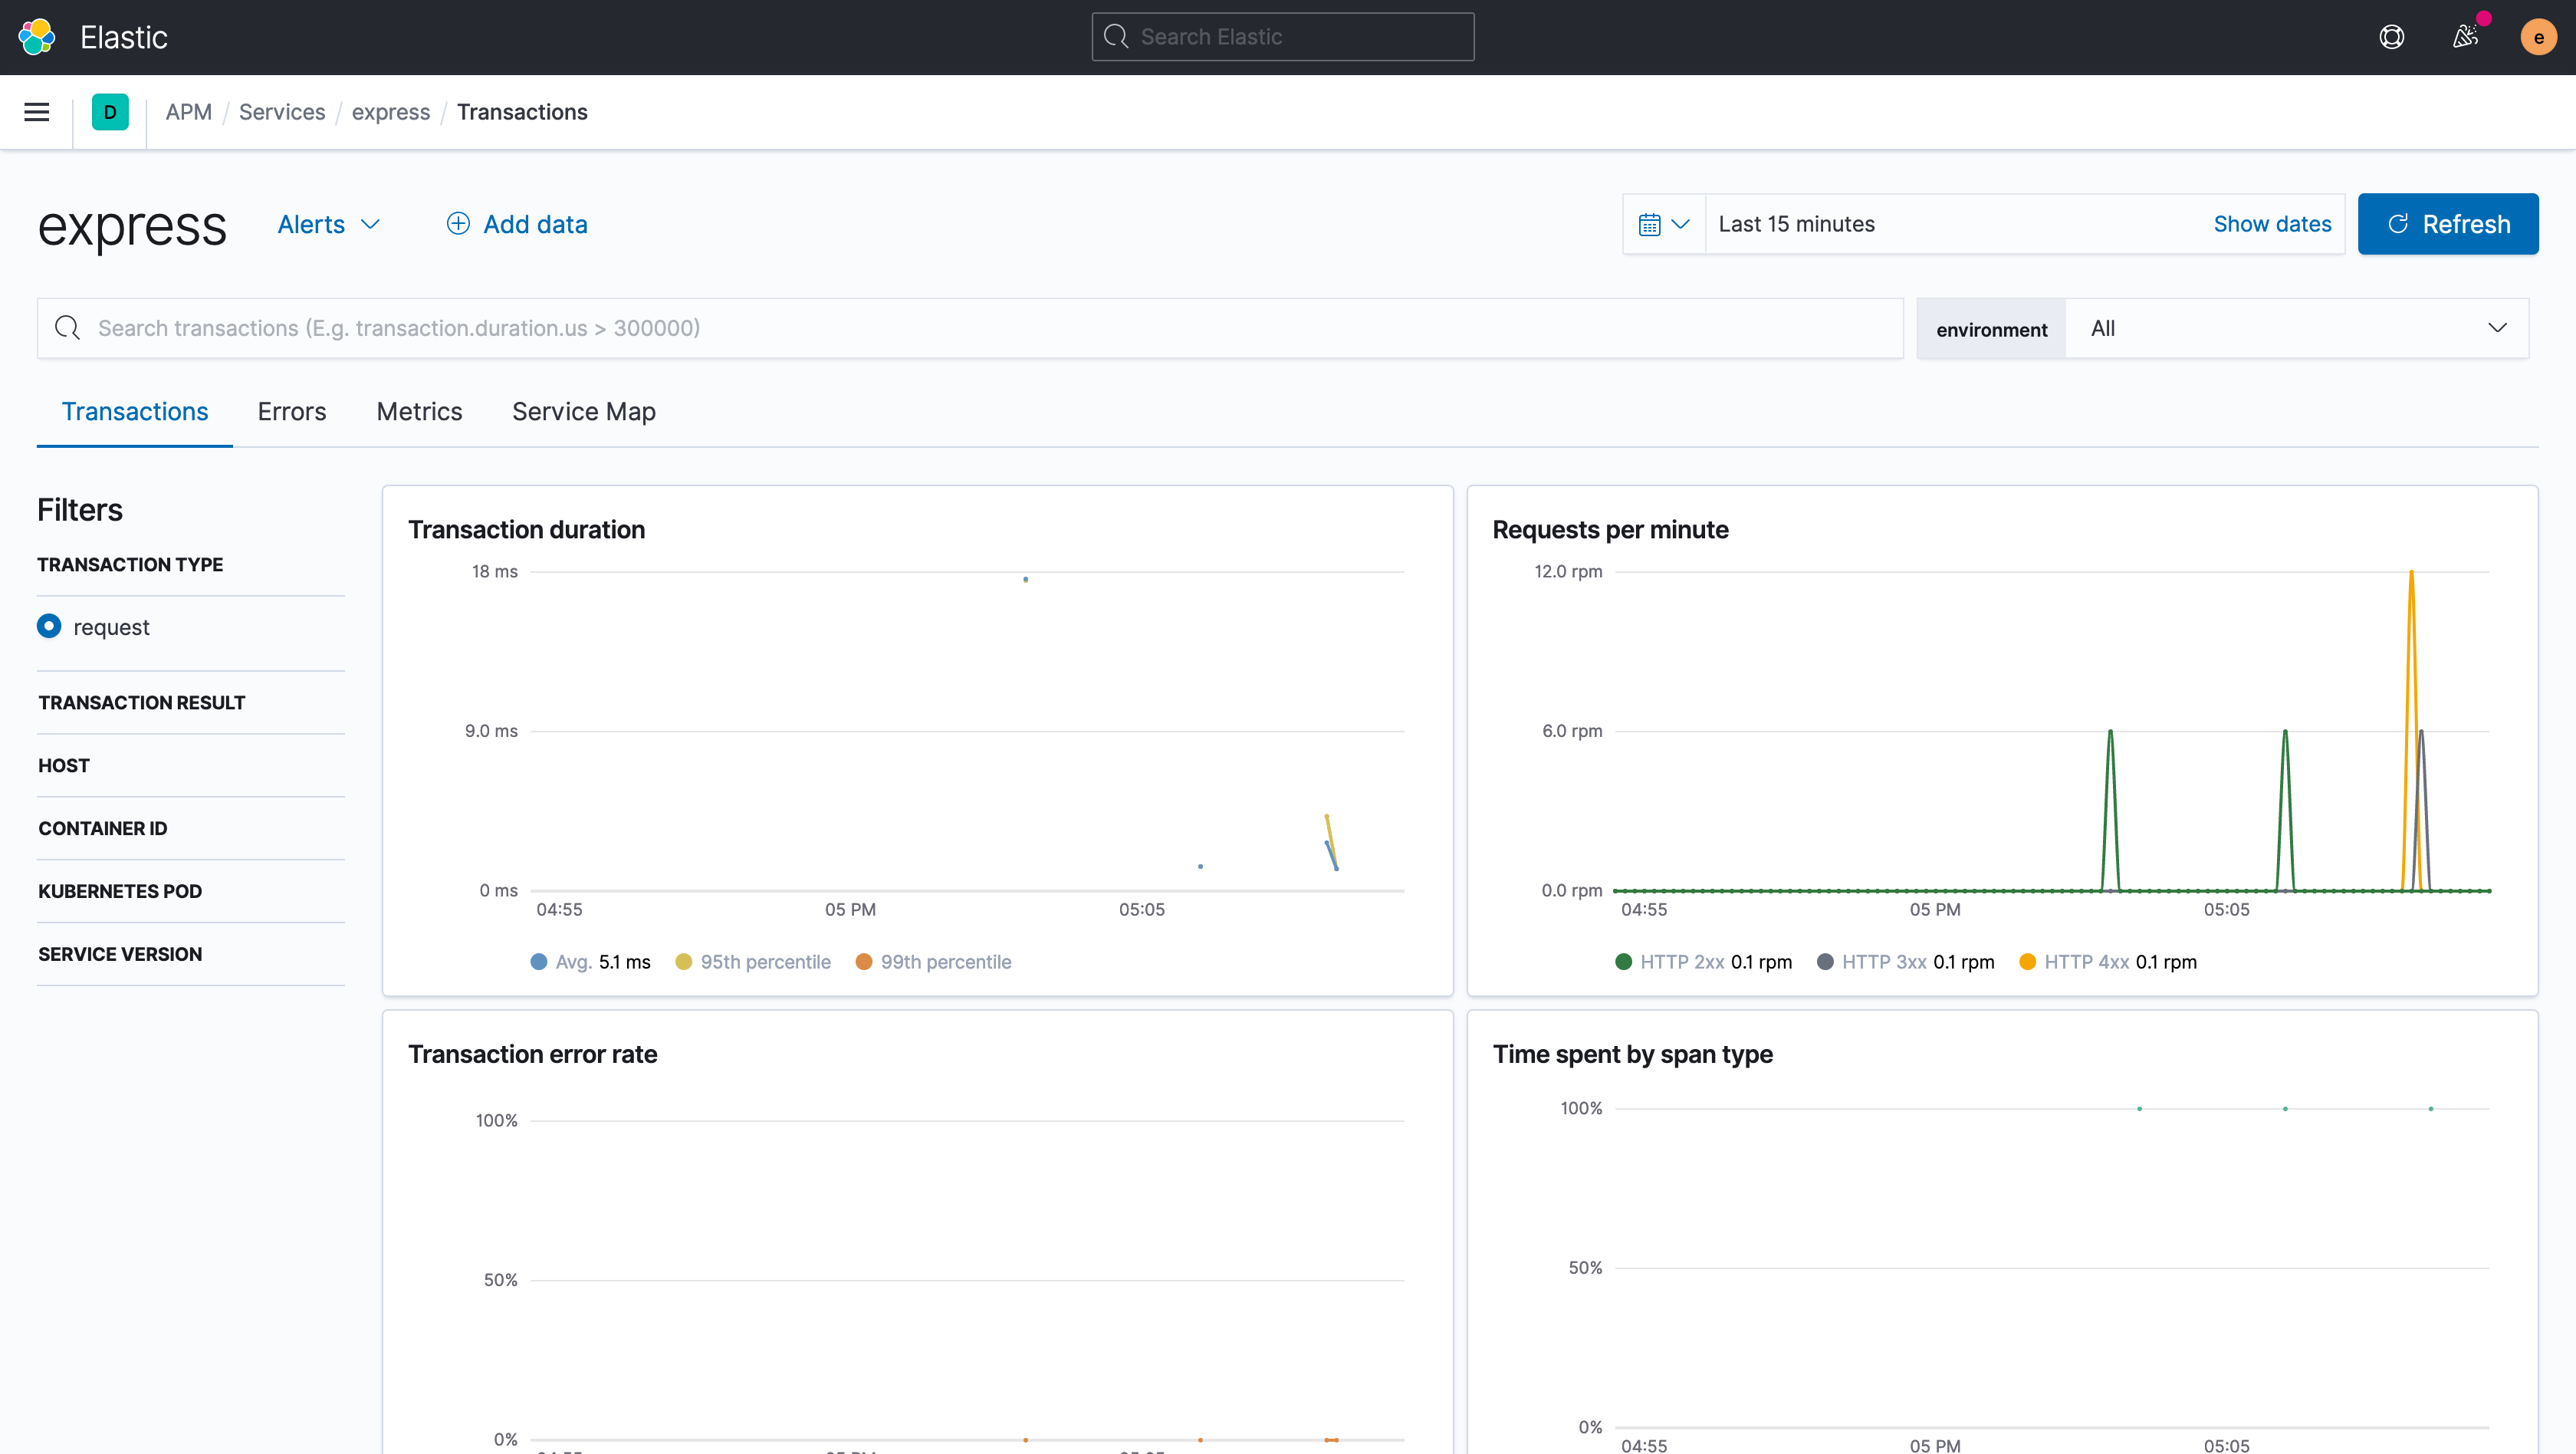 Elastic
Search Elastic
e
D
APM / Services / express / Transactions
express
Alerts
Add data
Last 15 minutes
Show dates
Refresh
Search transactions (E.g. transaction.duration.us > 300000)
environment
All
Transactions
Errors
Metrics
Service Map
Filters
TRANSACTION TYPE
request
TRANSACTION RESULT
HOST
CONTAINER ID
KUBERNETES POD
SERVICE VERSION
Transaction duration
18 ms
9.0 ms
0 ms
04:55 05 PM 05:05
Avg. 5.1 ms 95th percentile 99th percentile
Requests per minute
12.0 rpm
6.0 rpm
0.0 rpm
04:55 05 PM 05:05
HTTP 2xx 0.1 rpm HTTP 3xx 0.1 rpm HTTP 4xx 0.1 rpm
Transaction error rate
100%
50%
0%
Time spent by span type
100%
50%
0%
04:55 05 PM 05:05